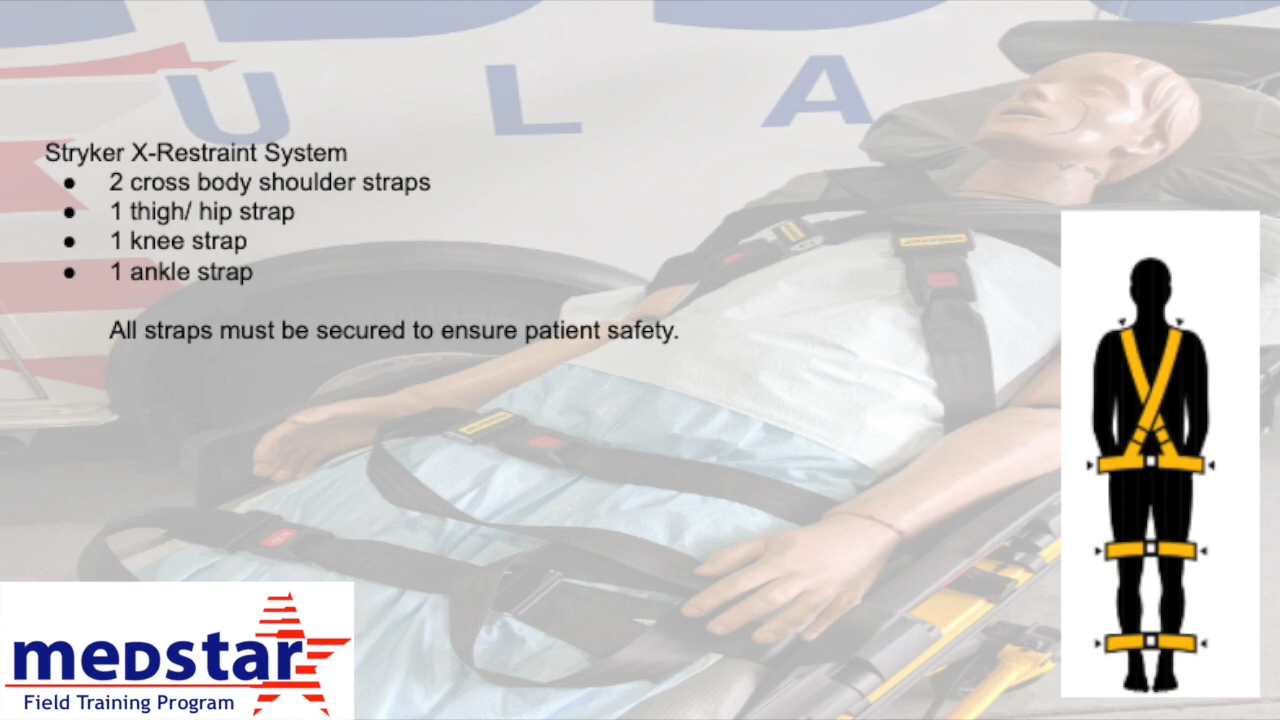 U L A
Stryker X-Restraint System
● 2 cross body shoulder straps
● 1 thigh/ hip strap
● 1 knee strap
● 1 ankle strap
All straps must be secured to ensure patient safety.
medstar
Field Training Program